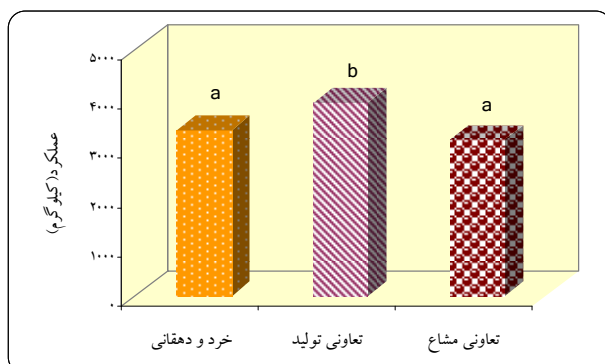 ۵۰۰۰
۴۰۰۰
۳۰۰۰
۲۰۰۰
۱۰۰۰
۰
عملکرد(کیلوگرم)
a
b
a
خرد و دهقانی
تعاونی تولید
تعاونی مشاع